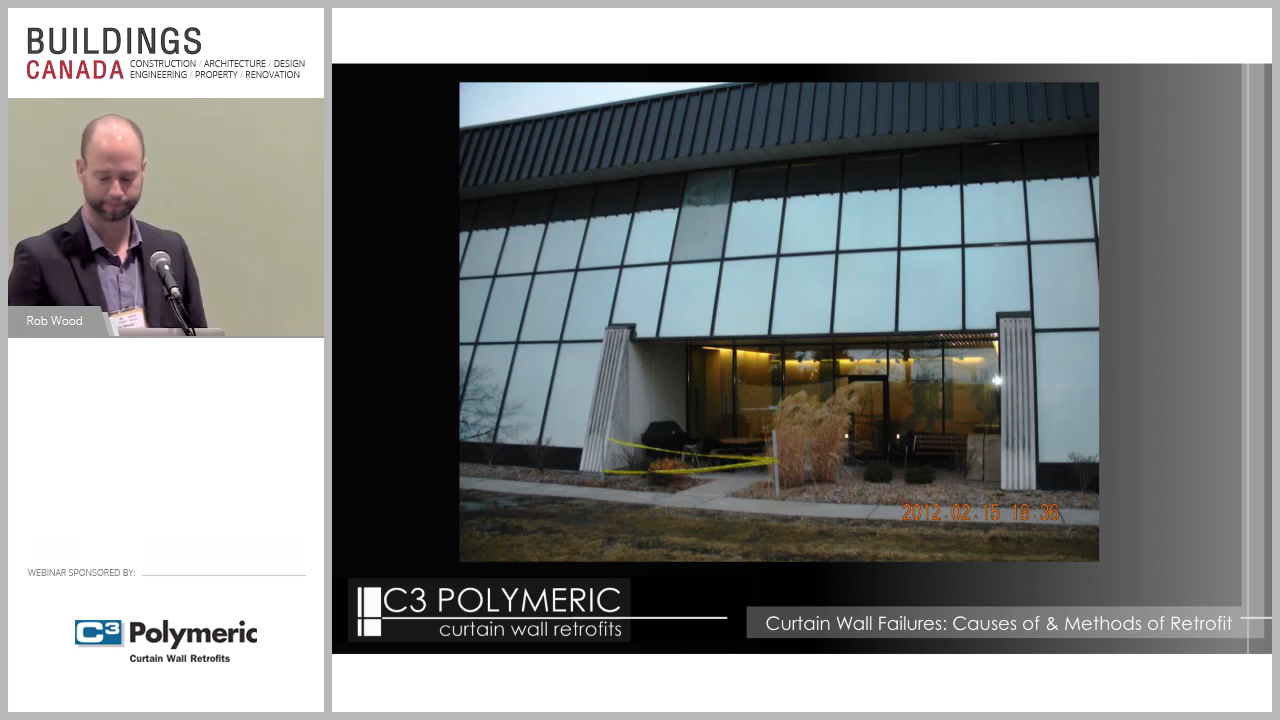 BUILDINGS
CANADA
CONSTRUCTION / ARCHITECTURE / DESIGN
ENGINEERING / PROPERTY / RENOVATION
Rob Wood
WEBINAR SPONSORED BY:
C3 Polymeric
Curtain Wall Retrofits
2012.02.15 18:36
C3 POLYMERIC
curtain wall retrofits
Curtain Wall Failures: Causes of & Methods of Retrofit